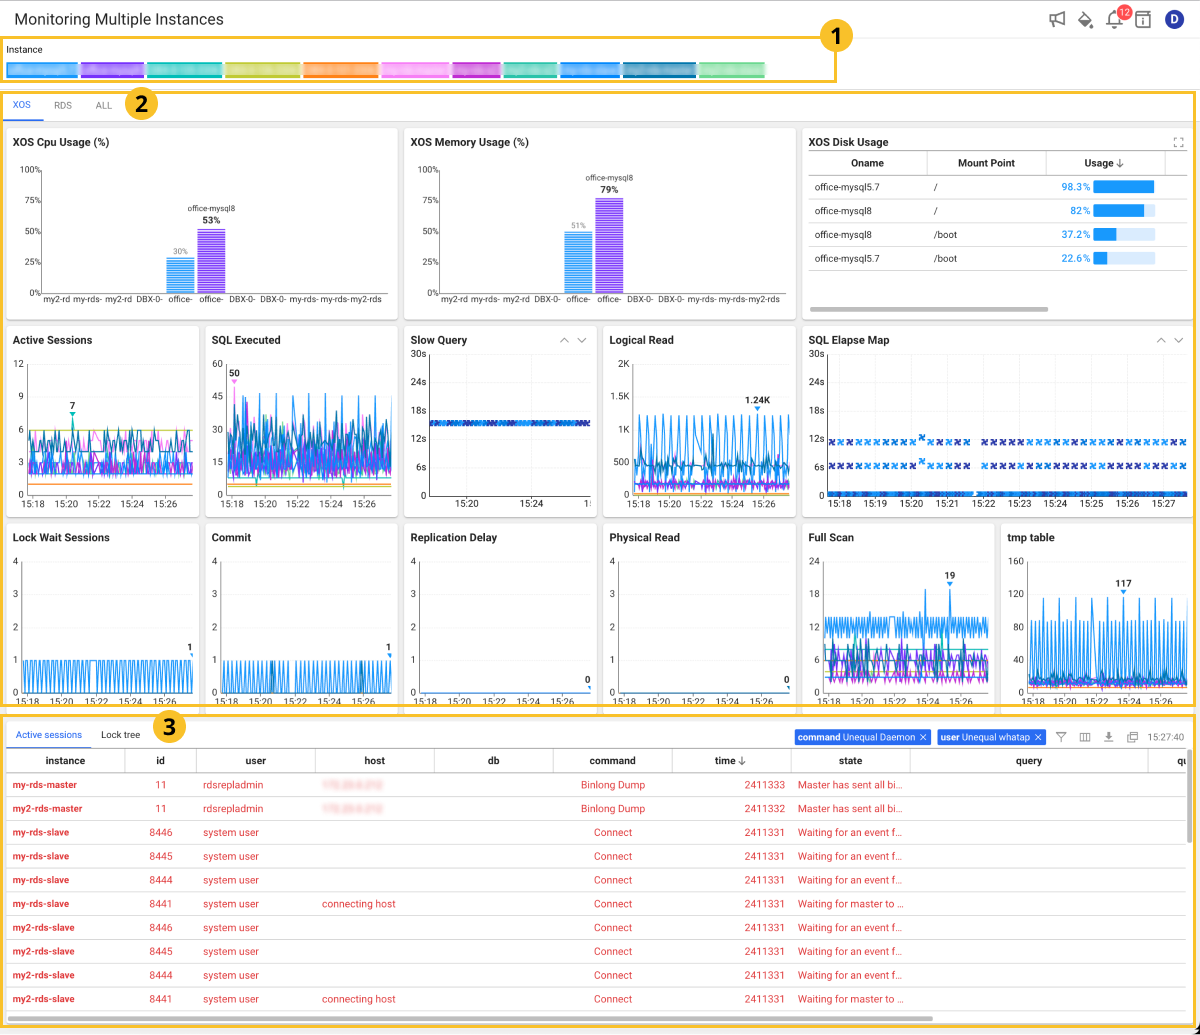 Monitoring Multiple Instances
12
D
1
Instance
XOS RDS ALL
2
XOS Cpu Usage (%)
100%
75%
50%
25%
0%
office-mysql8
53%
30%
my2-rd my-rds- my2-rd DBX-0- office- office- DBX-0- DBX-0- my-rds- my-rds- my2-rds
XOS Memory Usage (%)
100%
75%
50%
25%
0%
office-mysql8
79%
51%
my2-rd my-rds- my2-rd DBX-0- office- office- DBX-0- DBX-0- my-rds- my-rds- my2-rds
XOS Disk Usage
Oname Mount Point Usage ↓
office-mysql5.7 / 98.3%
office-mysql8 / 82%
office-mysql8 /boot 37.2%
office-mysql5.7 /boot 22.6%
Active Sessions
12
9
6
3
0
7
15:18 15:20 15:22 15:24 15:26
SQL Executed
60
45
30
15
0
50
15:18 15:20 15:22 15:24 15:26
Slow Query
30s
24s
18s
12s
6s
0
15:20 15:24
Logical Read
2K
1.5K
1K
500
0
1.24K
15:18 15:20 15:22 15:24 15:26
SQL Elapse Map
30s
24s
18s
12s
6s
0
15:18 15:19 15:20 15:21 15:22 15:23 15:24 15:25 15:26 15:27
Lock Wait Sessions
4
3
2
1
0
1
15:18 15:20 15:22 15:24 15:26
Commit
4
3
2
1
0
1
15:18 15:20 15:22 15:24 15:26
Replication Delay
4
3
2
1
0
0
15:18 15:20 15:22 15:24 15:26
Physical Read
4
3
2
1
0
0
15:18 15:20 15:22 15:24 15:26
Full Scan
24
18
12
6
0
19
15:18 15:20 15:22 15:24 15:26
tmp table
160
120
80
40
0
117
15:18 15:20 15:22 15:24 15:26
Active sessions Lock tree
3
command Unequal Daemon × user Unequal whatap × 15:27:40
instance id user host db command time ↓ state query
my-rds-master 11 rdsrepladmin Binlong Dump 2411333 Master has sent all bi...
my2-rds-master 11 rdsrepladmin Binlong Dump 2411332 Master has sent all bi...
my-rds-slave 8446 system user Connect 2411331 Waiting for an event f...
my-rds-slave 8445 system user Connect 2411331 Waiting for an event f...
my-rds-slave 8444 system user Connect 2411331 Waiting for an event f...
my-rds-slave 8441 system user connecting host Connect 2411331 Waiting for master to ...
my2-rds-slave 8446 system user Connect 2411331 Waiting for an event f...
my2-rds-slave 8445 system user Connect 2411331 Waiting for an event f...
my2-rds-slave 8444 system user Connect 2411331 Waiting for an event f...
my2-rds-slave 8441 system user connecting host Connect 2411331 Waiting for master to ...